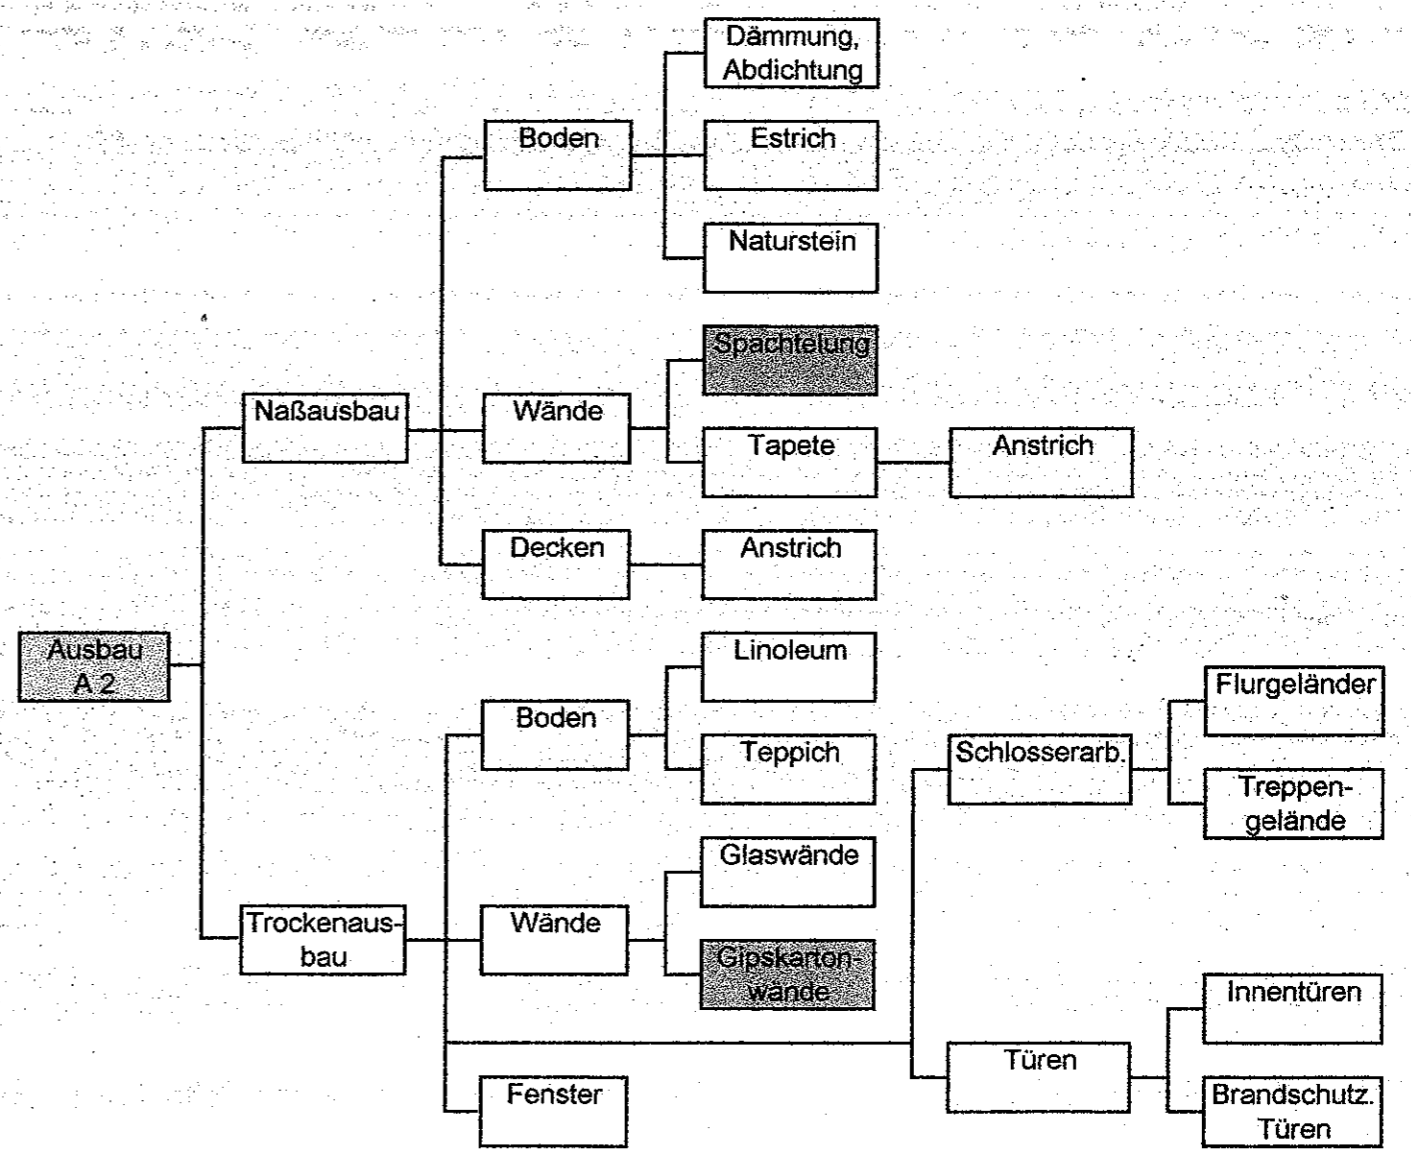 Dämmung,
Abdichtung
Boden
Estrich
Naturstein
Spachtelung
Naßausbau
Wände
Tapete
Anstrich
Decken
Anstrich
Ausbau
A 2
Linoleum
Boden
Teppich
Flurgeländer
Schlosserarb.
Treppen-
gelände
Glaswände
Trockenaus-
bau
Wände
Gipskarton-
wände
Innentüren
Türen
Fenster
Brandschutz.
Türen